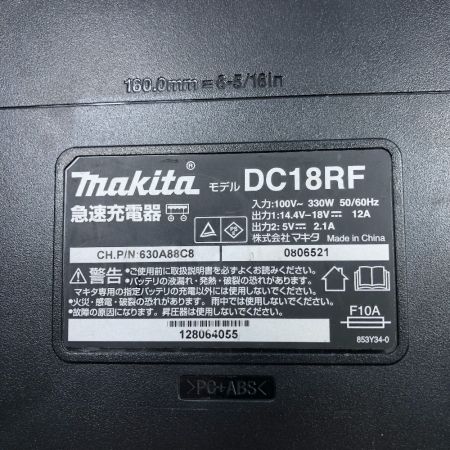 160.0mm=6-5/16in
makita® モデル DC18RF
急速充電器
入力:100V~ 330W 50/60Hz
出力1:14.4V⎓18V⎓ 12A
出力2:5V⎓ 2.1A
株式会社マキタ Made in China
PS E
CH.P/N:630A88C8 0806521
⚠警告 ●ご使用前に取扱説明書を必ずよくお読みください。
●バッテリの液漏れ・発熱・破裂の恐れあり。
マキタ専用の指定バッテリの充電以外には使用しないでください。
●火災・感電・破裂の恐れあり。雨中では使用しないでください。
●故障の原因になります。昇圧器は使用しないでください。
F10A
128064055
853Y34-0
>PC+ABS<